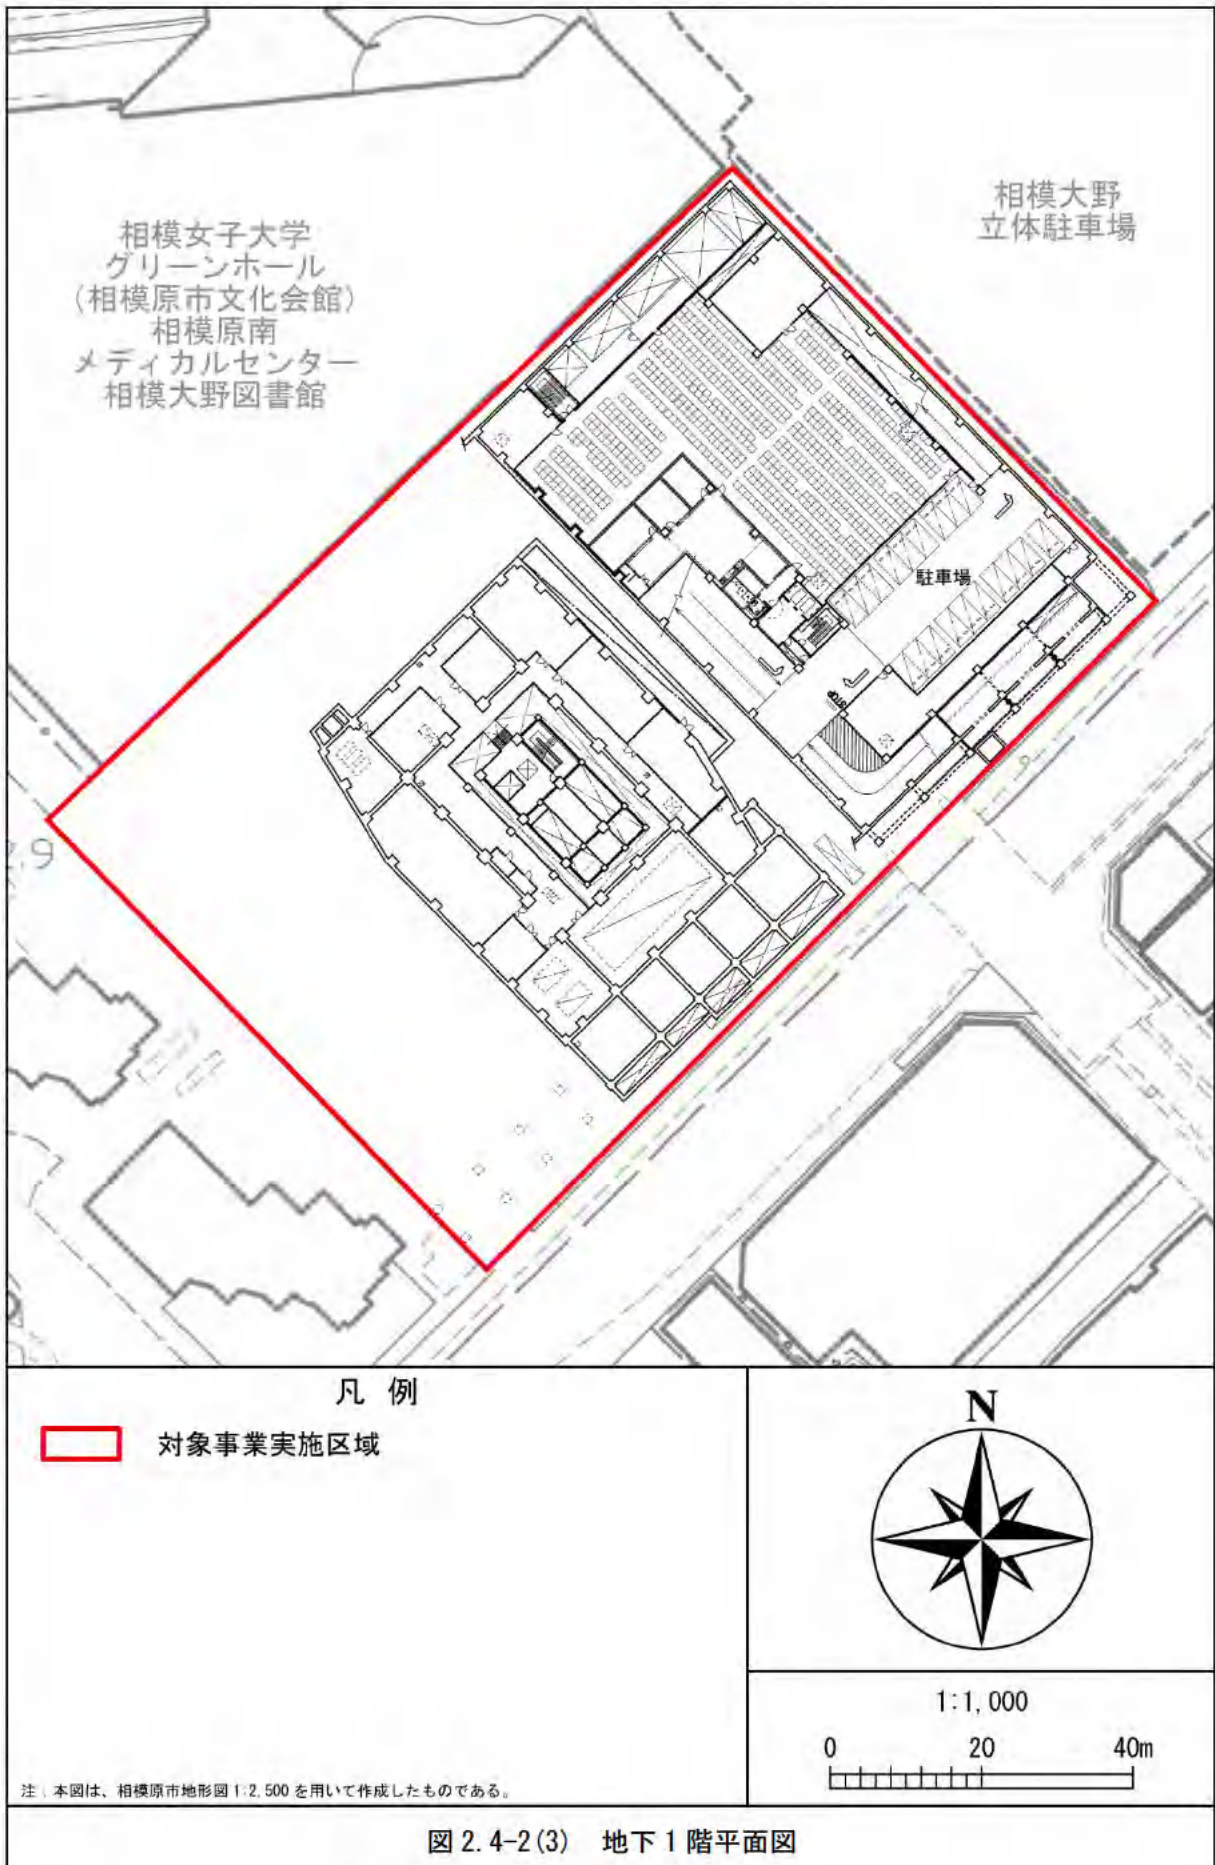 相模女子大学
グリーンホール
(相模原市文化会館)
相模原南
メディカルセンター
相模大野図書館
相模大野
立体駐車場
駐車場
凡 例
対象事業実施区域
N
1:1,000
0 20 40m
注：本図は、相模原市地形図1:2,500を用いて作成したものである。
図 2.4-2(3) 地下1階平面図